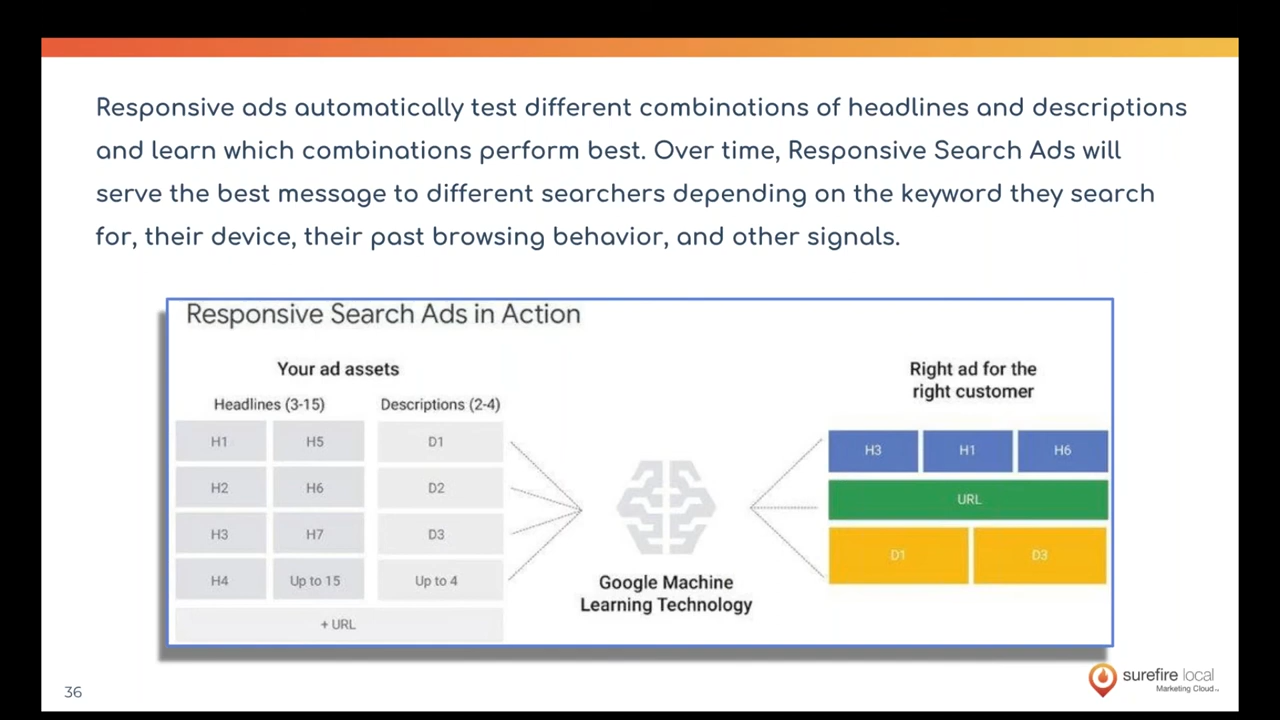 Responsive ads automatically test different combinations of headlines and descriptions
and learn which combinations perform best. Over time, Responsive Search Ads will
serve the best message to different searchers depending on the keyword they search
for, their device, their past browsing behavior, and other signals.
Responsive Search Ads in Action
Your ad assets
Headlines (3-15)
Descriptions (2-4)
H1
H5
D1
H2
H6
D2
H3
H7
D3
H4
Up to 15
Up to 4
+ URL
Google Machine
Learning Technology
Right ad for the
right customer
H3
H1
H6
URL
D1
D3
36
surefire local
Marketing Cloud™